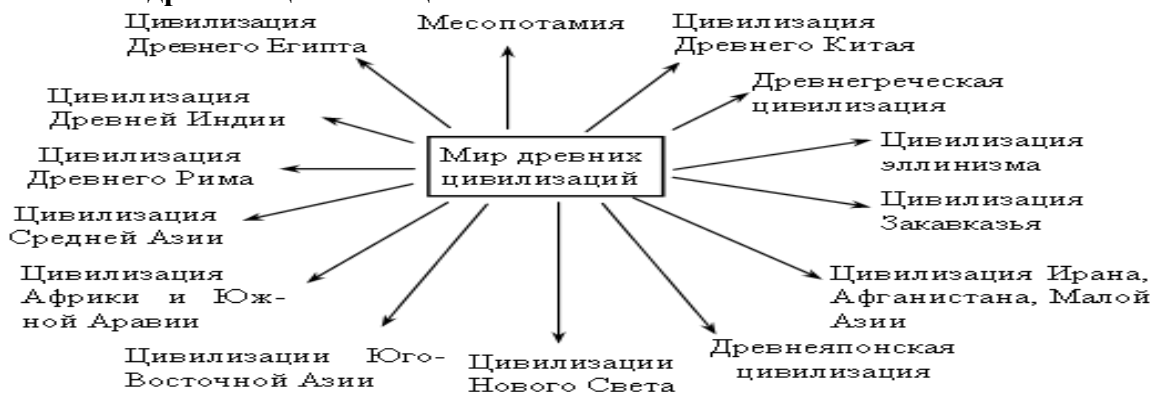 Цивилизация
Древнего Египта
Месопотамия
Цивилизация
Древнего Китая
Древнегреческая
цивилизация
Цивилизация
Древней Индии
Мир древних
цивилизаций
Цивилизация
эллинизма
Цивилизация
Древнего Рима
Цивилизация
Закавказья
Цивилизация
Средней Азии
Цивилизация
Африки и Юж-
ной Аравии
Цивилизация Ирана,
Афганистана, Малой
Азии
Цивилизации Юго-
Восточной Азии
Цивилизации
Нового Света
Древнеяпонская
цивилизация